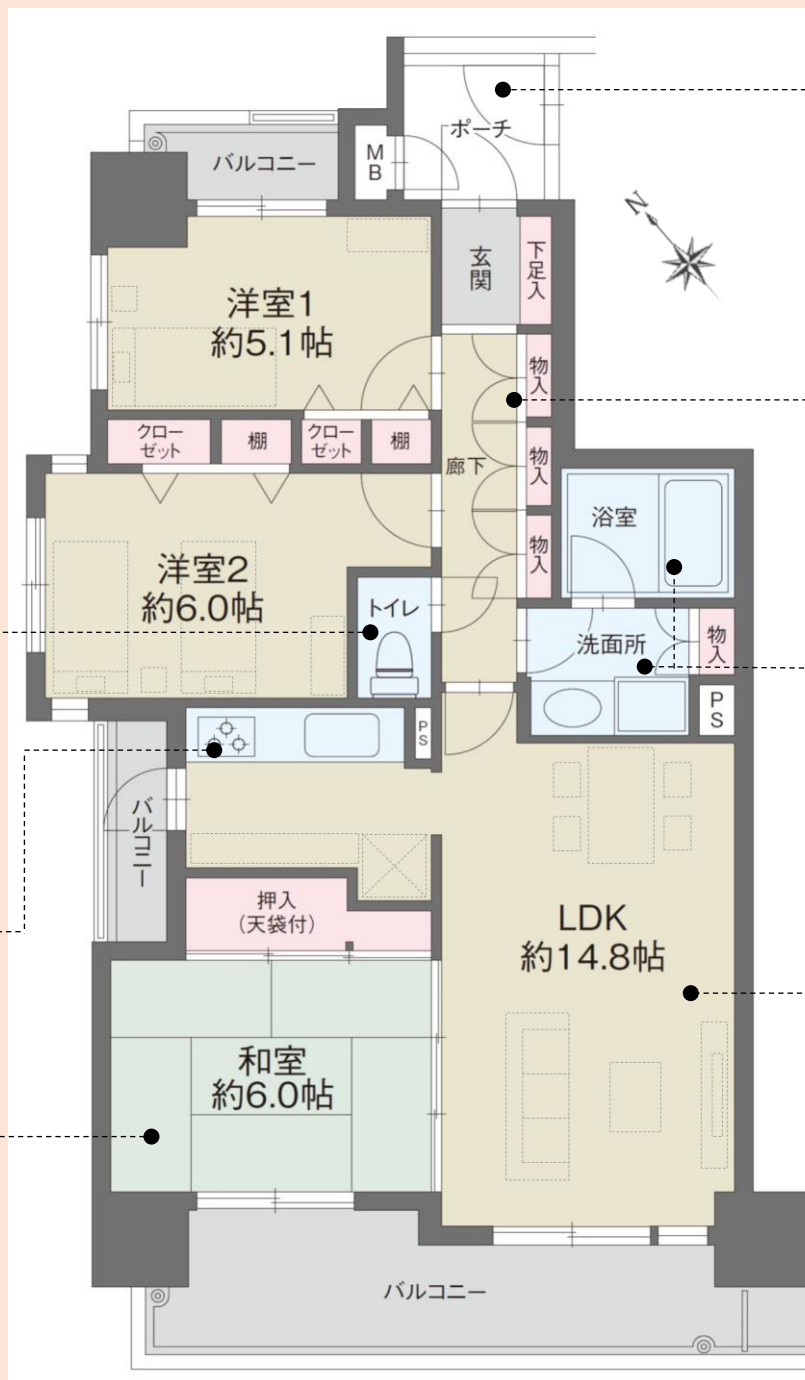 ポーチ
MB
バルコニー
N
玄関
下足入
洋室1
約5.1帖
物入
クローゼット
棚
クローゼット
棚
廊下
物入
浴室
物入
洋室2
約6.0帖
トイレ
洗面所
物入
PS
PS
バルコニー
押入
(天袋付)
LDK
約14.8帖
和室
約6.0帖
バルコニー